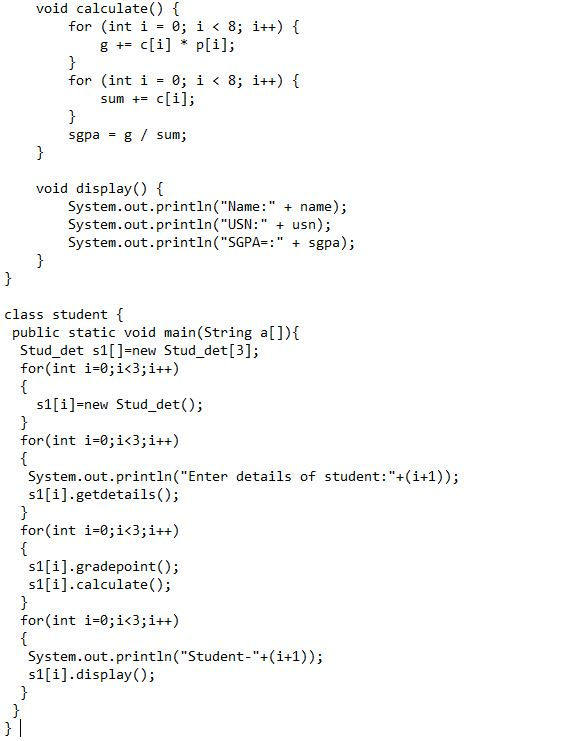 void calculate() {
for (int i = 0; i < 8; i++) {
g += c[i] * p[i];
}
for (int i = 0; i < 8; i++) {
sum += c[i];
}
sgpa = g / sum;
}
void display() {
System.out.println("Name:" + name);
System.out.println("USN:" + usn);
System.out.println("SGPA=:" + sgpa);
}
}
class student {
public static void main(String a[]){
Stud_det s1[]=new Stud_det[3];
for(int i=0;i<3;i++)
{
s1[i]=new Stud_det();
}
for(int i=0;i<3;i++)
{
System.out.println("Enter details of student:"+(i+1));
s1[i].getdetails();
}
for(int i=0;i<3;i++)
{
s1[i].gradepoint();
s1[i].calculate();
}
for(int i=0;i<3;i++)
{
System.out.println("Student-"+(i+1));
s1[i].display();
}
}
}